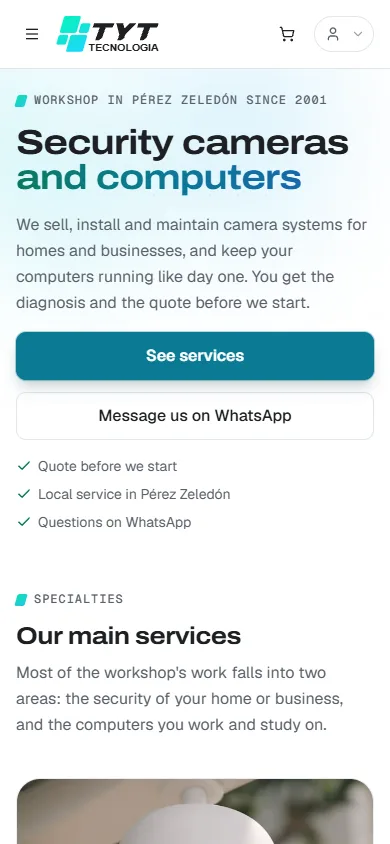 TYT
TECNOLOGIA
WORKSHOP IN PÉREZ ZELEDÓN SINCE 2001
Security cameras
and computers
We sell, install and maintain camera systems for
homes and businesses, and keep your
computers running like day one. You get the
diagnosis and the quote before we start.
See services
Message us on WhatsApp
Quote before we start
Local service in Pérez Zeledón
Questions on WhatsApp
SPECIALTIES
Our main services
Most of the workshop's work falls into two
areas: the security of your home or business,
and the computers you work and study on.